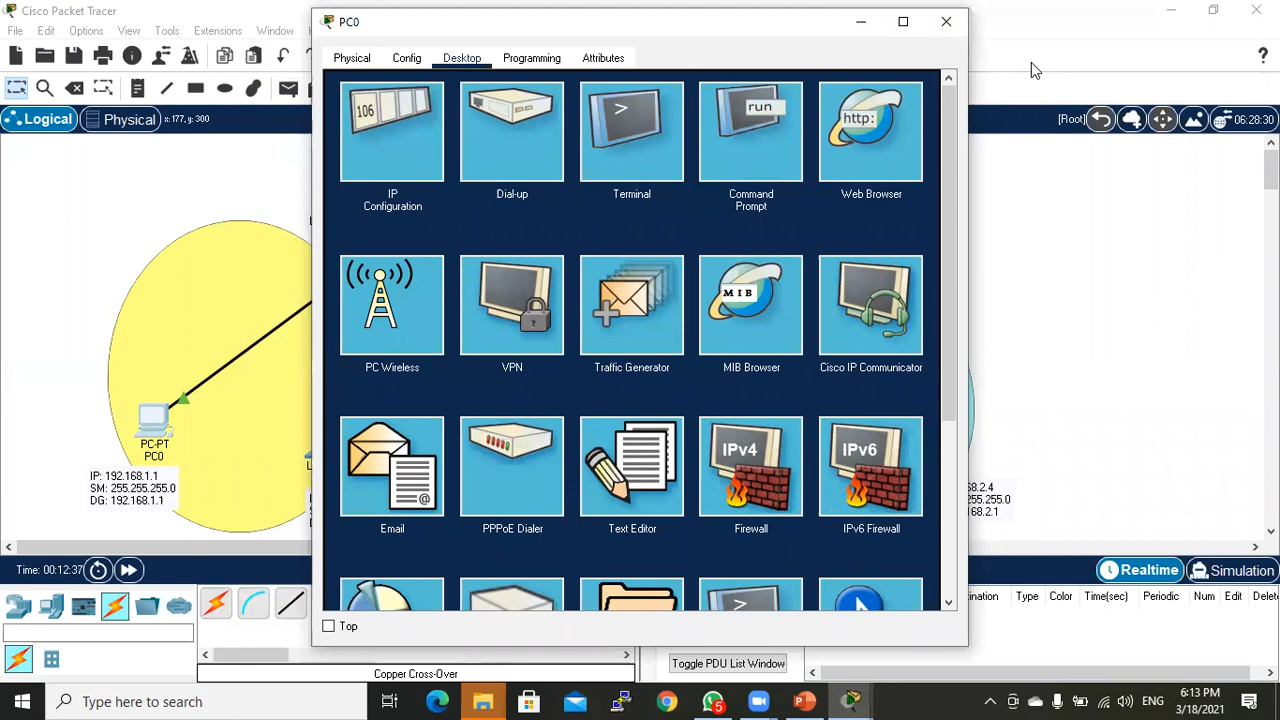 Cisco Packet Tracer
File Edit Options View Tools Extensions Window
PC0
Physical Config Desktop Programming Attributes
Logical
Physical
x: 177, y: 300
[Root]
06:28:30
106
>
run
http:
IP
Configuration
Dial-up
Terminal
Command
Prompt
Web Browser
MIB
PC Wireless
VPN
Traffic Generator
MIB Browser
Cisco IP Communicator
@
IPv4
IPv6
Email
PPPoE Dialer
Text Editor
Firewall
IPv6 Firewall
>
PC-PT
PC0
IP: 192.168.1.1
SM: 255.255.255.0
DG: 192.168.1.1
68.2.4
255.255.0
68.2.1
Top
Time: 00:12:37
Realtime
Simulation
Type Color Time(sec) Periodic Num Edit Delete
Copper Cross-Over
Toggle PDU List Window
Type here to search
5
ENG
6:13 PM
3/18/2021